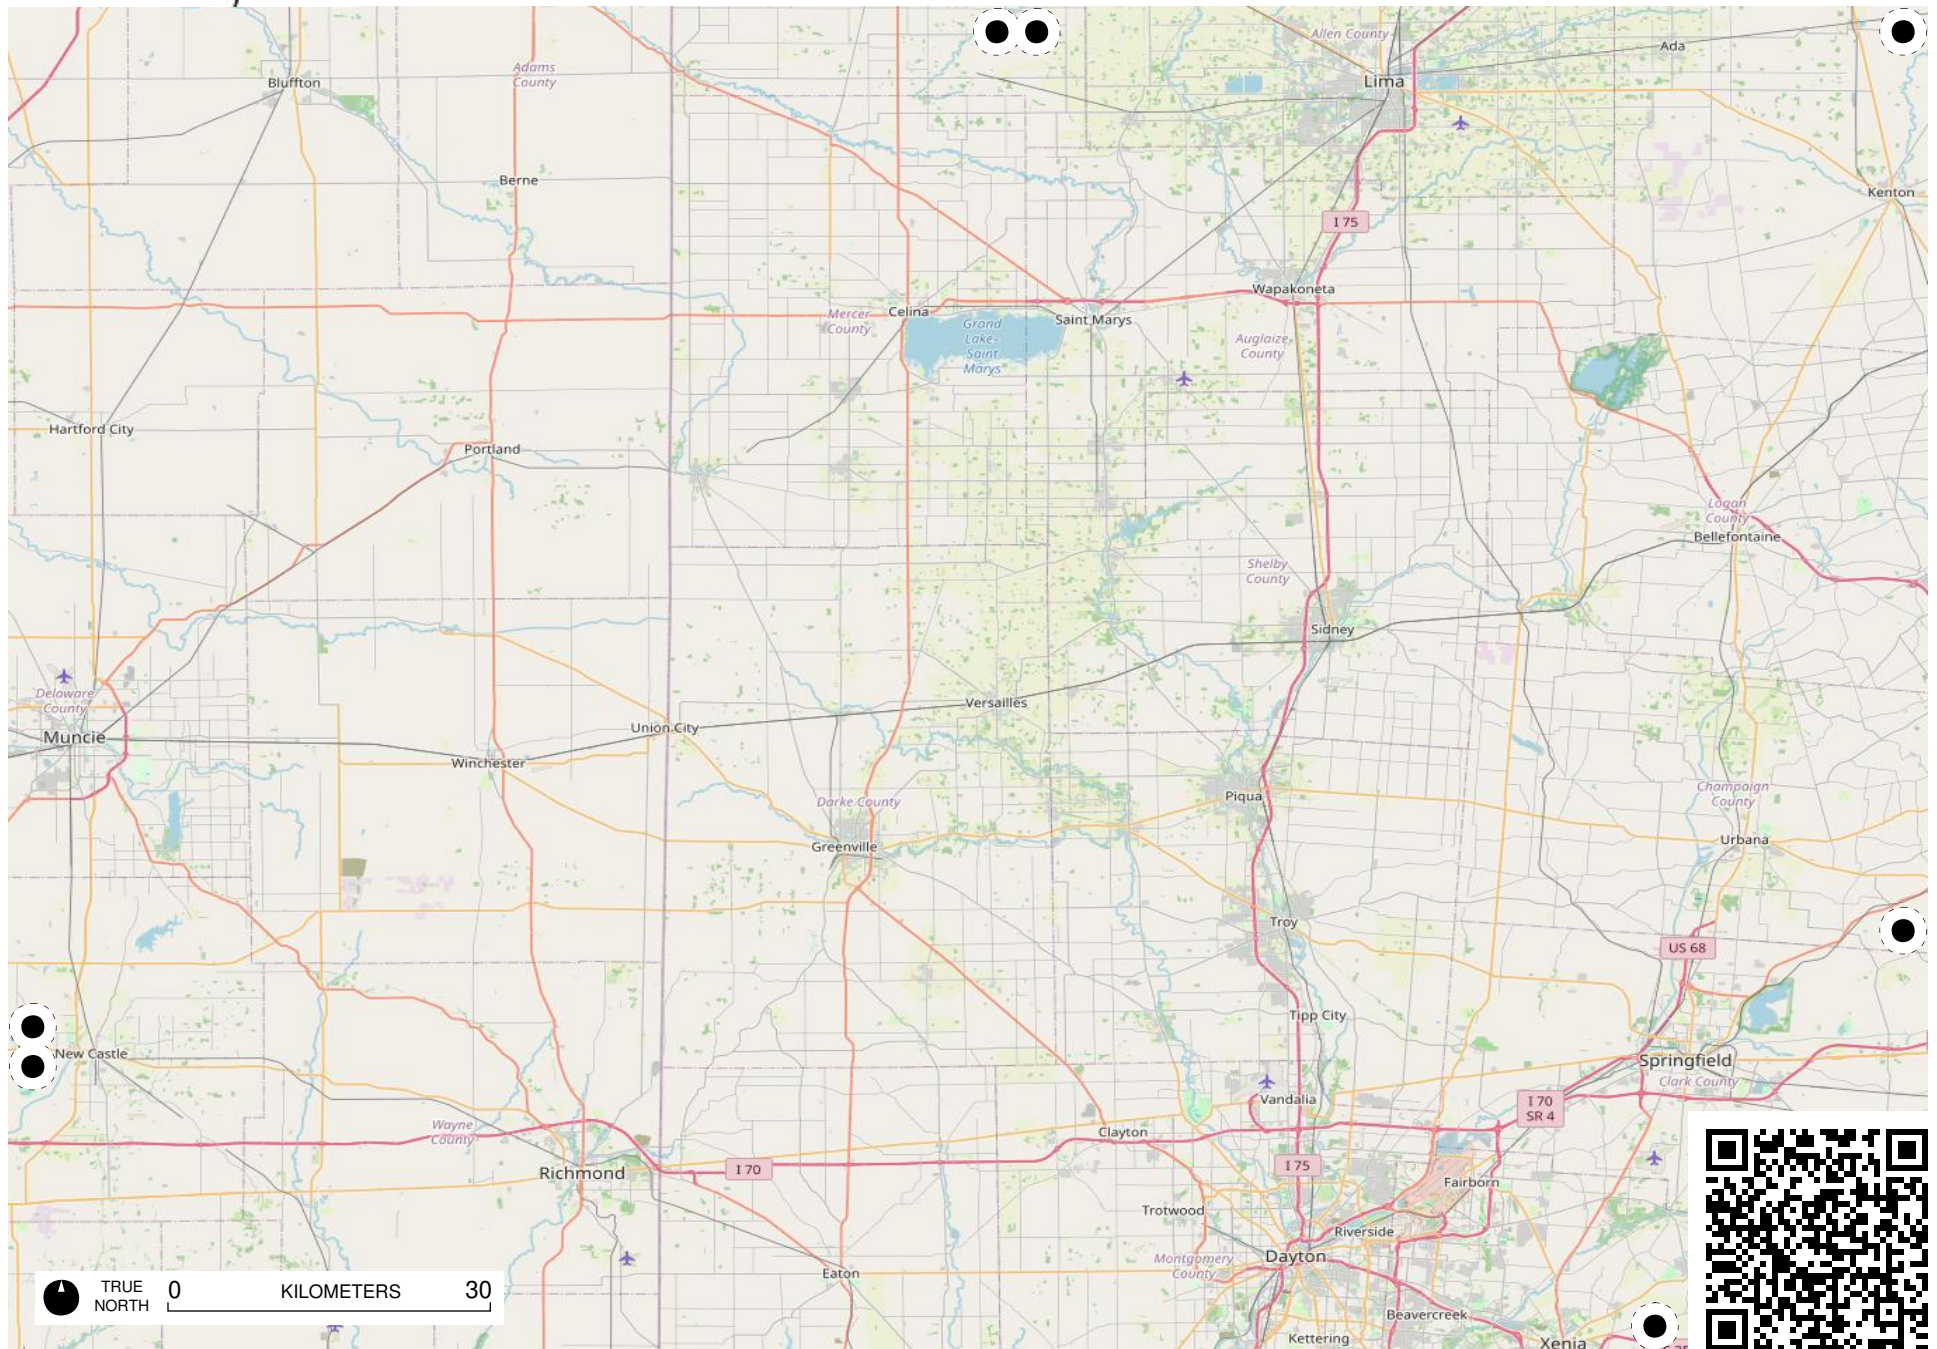 Allen County
Ada
Adams
County
Bluffton
Lima
Berne
Kenton
I 75
Wapakoneta
Mercer
County
Celina
Saint Marys
Grand
Lake-
Saint
Marys
Auglaize
County
Hartford City
Portland
Logan
County
Bellefontaine
Shelby
County
Sidney
Delaware
County
Versailles
Union City
Muncie
Winchester
Piqua
Champaign
County
Darke County
Urbana
Greenville
Troy
US 68
Tipp City
New Castle
Springfield
Clark County
Vandalia
I 70
SR 4
Wayne
County
Clayton
Richmond
I 70
I 75
Fairborn
Trotwood
Riverside
Dayton
Montgomery
County
Eaton
TRUE
NORTH
0 KILOMETERS 30
Beavercreek
Kettering
Xenia